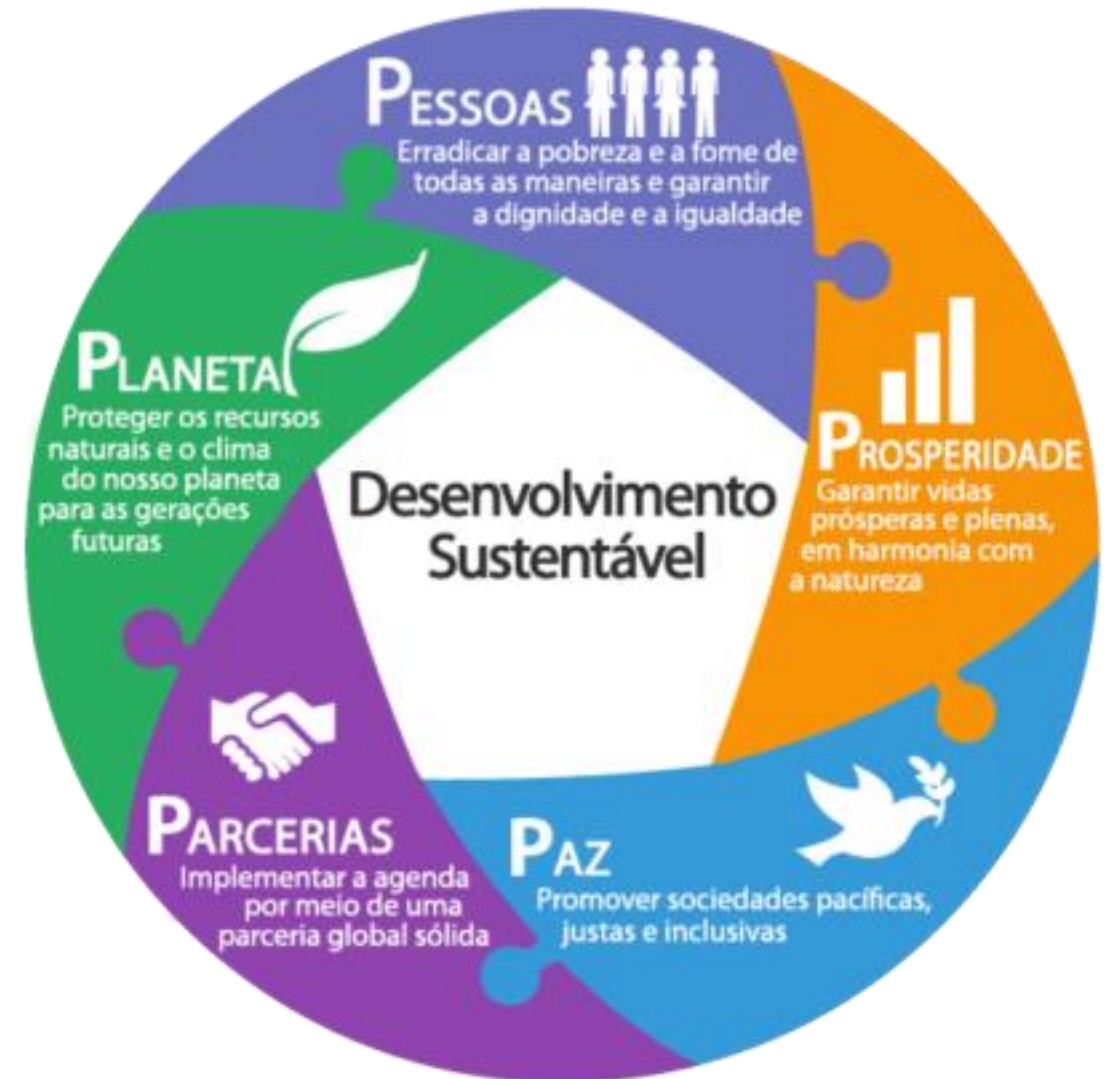 PESSOAS
Erradicar a pobreza e a fome de
todas as maneiras e garantir
a dignidade e a igualdade
PROSPERIDADE
Garantir vidas
prósperas e plenas,
em harmonia com
a natureza
PAZ
Promover sociedades pacíficas,
justas e inclusivas
PARCERIAS
Implementar a agenda
por meio de uma
parceria global sólida
PLANETA
Proteger os recursos
naturais e o clima
do nosso planeta
para as gerações
futuras
Desenvolvimento
Sustentável